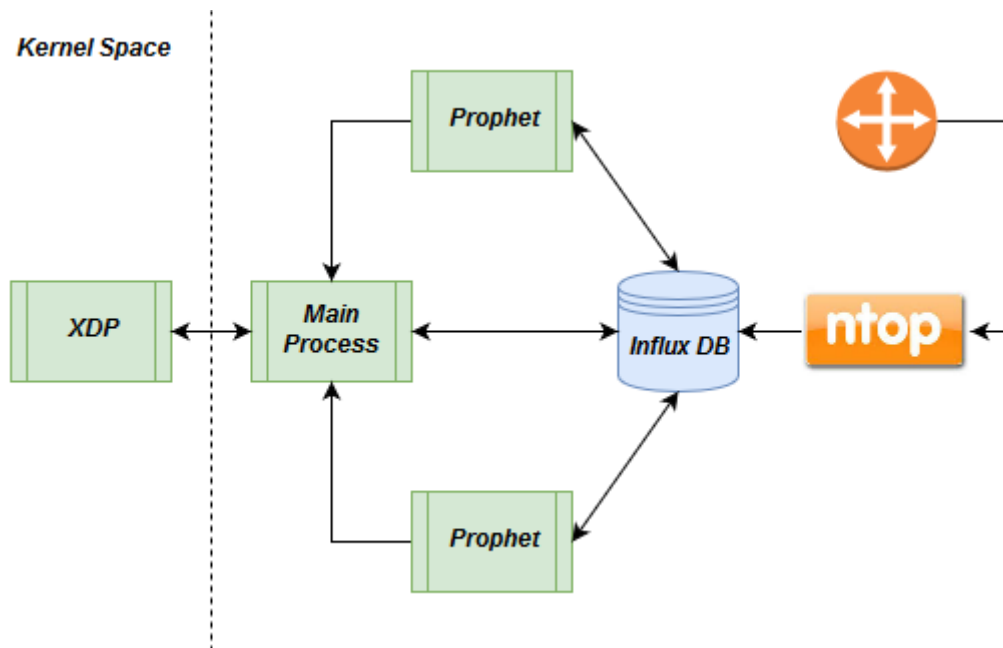 Kernel Space
Prophet
XDP
Main
Process
Influx DB
ntop
Prophet